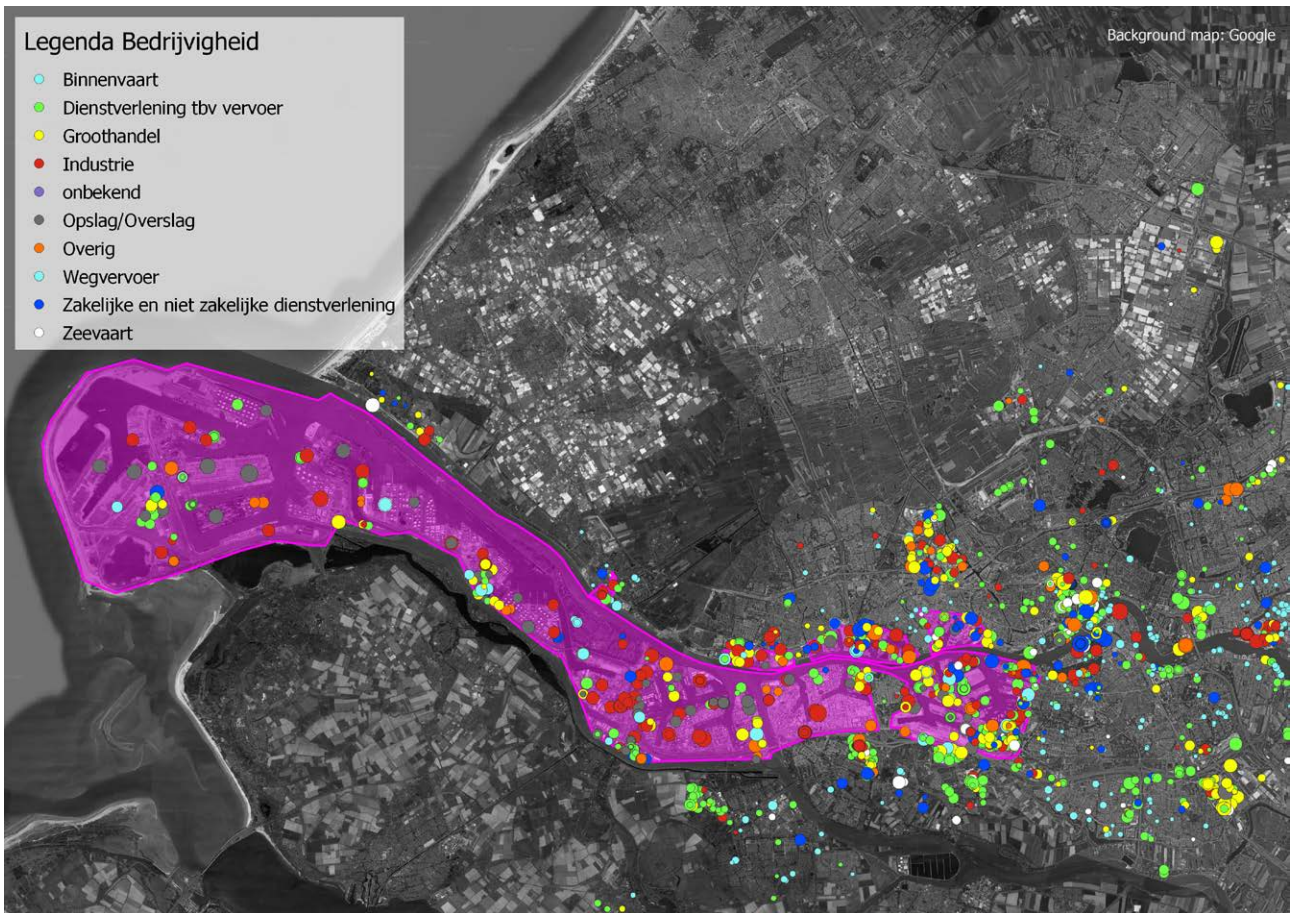 Legenda Bedrijvigheid
Binnenvaart
Dienstverlening tbv vervoer
Groothandel
Industrie
onbekend
Opslag/Overslag
Overig
Wegvervoer
Zakelijke en niet zakelijke dienstverlening
Zeevaart
Background map: Google